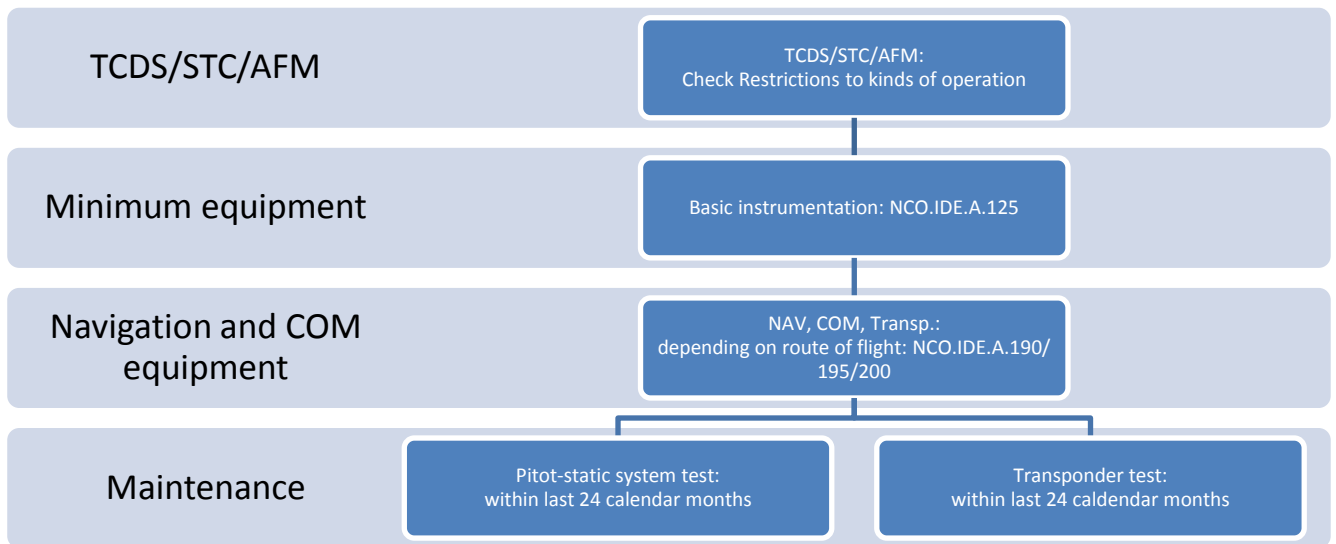 TCDS/STC/AFM
TCDS/STC/AFM:
Check Restrictions to kinds of operation
Minimum equipment
Basic instrumentation: NCO.IDE.A.125
Navigation and COM
equipment
NAV, COM, Transp.:
depending on route of flight: NCO.IDE.A.190/
195/200
Maintenance
Pitot-static system test:
within last 24 calendar months
Transponder test:
within last 24 caldendar months